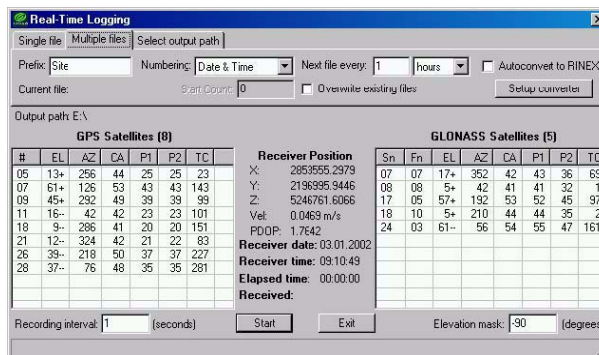 Real-Time Logging
Single file Multiple files Select output path
Prefix: Site Numbering: Date & Time Next file every: 1 hours Autoconvert to RINEX
Current file: Start Count: 0 Overwrite existing files Setup converter
Output path: E:\
GPS Satellites (8)
# EL AZ CA P1 P2 TC
05 13+ 256 44 25 25 23
07 61+ 126 53 43 43 143
09 45+ 292 49 39 39 99
11 16-- 42 42 23 23 101
18 9-- 286 41 20 20 151
21 12-- 324 42 21 22 83
26 39-- 218 50 37 37 227
28 37-- 76 48 35 35 281
Receiver Position
X: 2853555.2979
Y: 2196995.9446
Z: 5246761.6066
Vel: 0.0469 m/s
PDOP: 1.7642
Receiver date: 03.01.2002
Receiver time: 09:10:49
Elapsed time: 00:00:00
Received:
GLONASS Satellites (5)
Sn Fn EL AZ CA P1 P2 TC
07 07 17+ 352 42 43 36 69
08 08 5+ 42 41 41 32 1
17 05 57+ 192 53 52 45 97
18 10 5+ 210 44 44 35 2
24 03 61-- 56 54 55 47 161
Recording interval: 1 (seconds) Start Exit Elevation mask: -90 (degrees